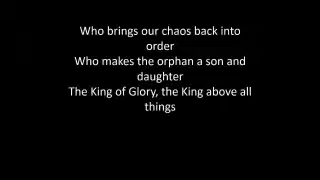 Who brings our chaos back into
order
Who makes the orphan a son and
daughter
The King of Glory, the King above all
things